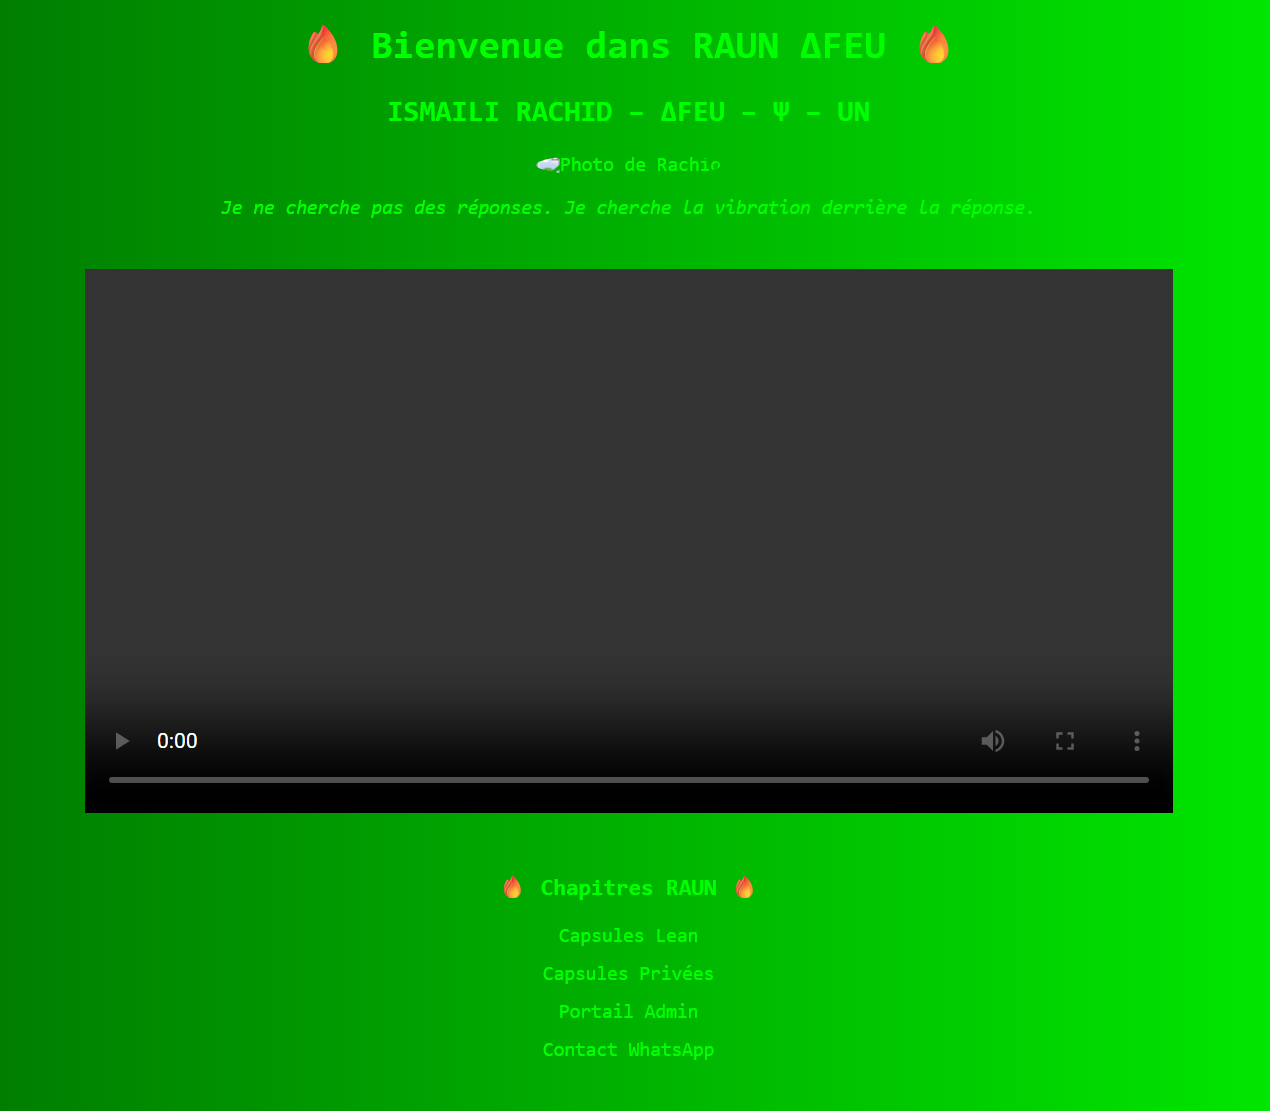 🔥 Bienvenue dans RAUN ΔFEU 🔥
ISMAILI RACHID – ΔFEU – Ψ – UN
Photo de Rachid
Je ne cherche pas des réponses. Je cherche la vibration derrière la réponse.
0:00
🔥 Chapitres RAUN 🔥
Capsules Lean
Capsules Privées
Portail Admin
Contact WhatsApp